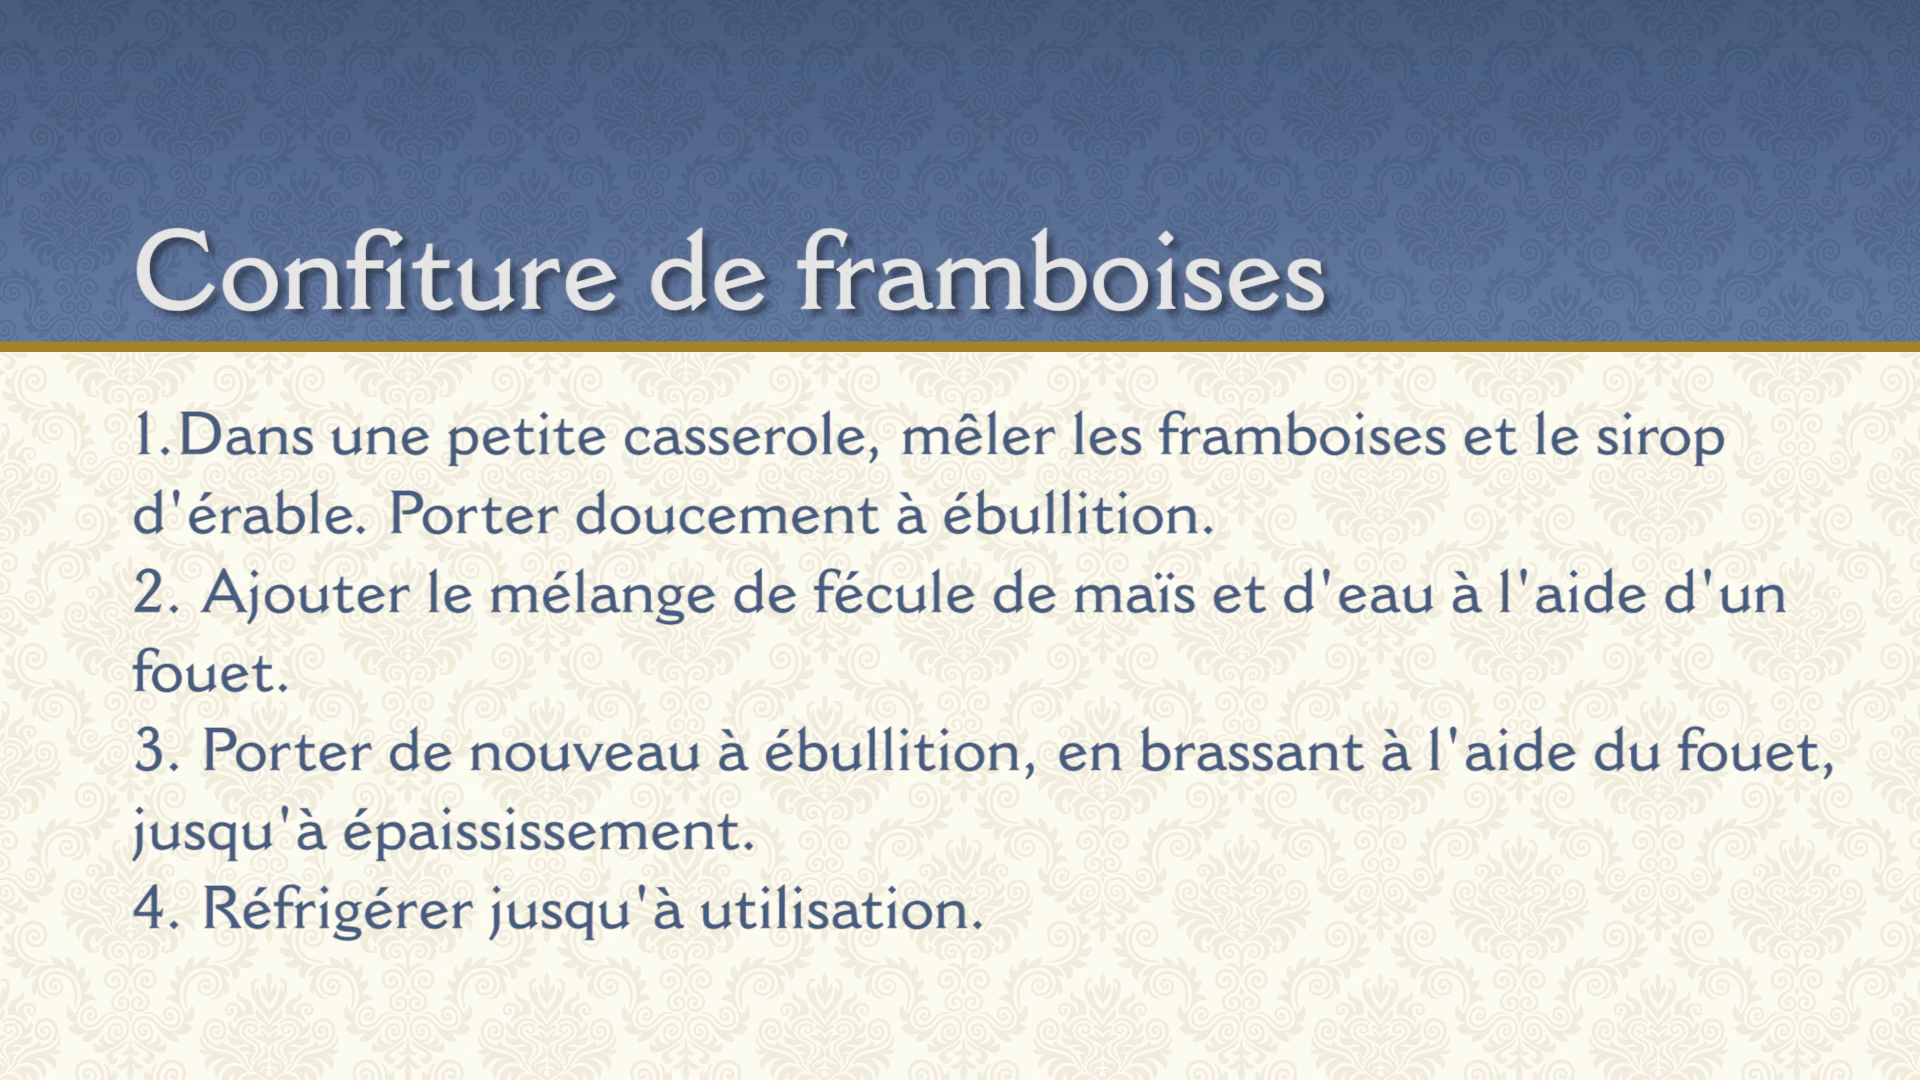 Confiture de framboises
1.Dans une petite casserole, mêler les framboises et le sirop
d'érable. Porter doucement à ébullition.
2. Ajouter le mélange de fécule de maïs et d'eau à l'aide d'un
fouet.
3. Porter de nouveau à ébullition, en brassant à l'aide du fouet,
jusqu'à épaississement.
4. Réfrigérer jusqu'à utilisation.